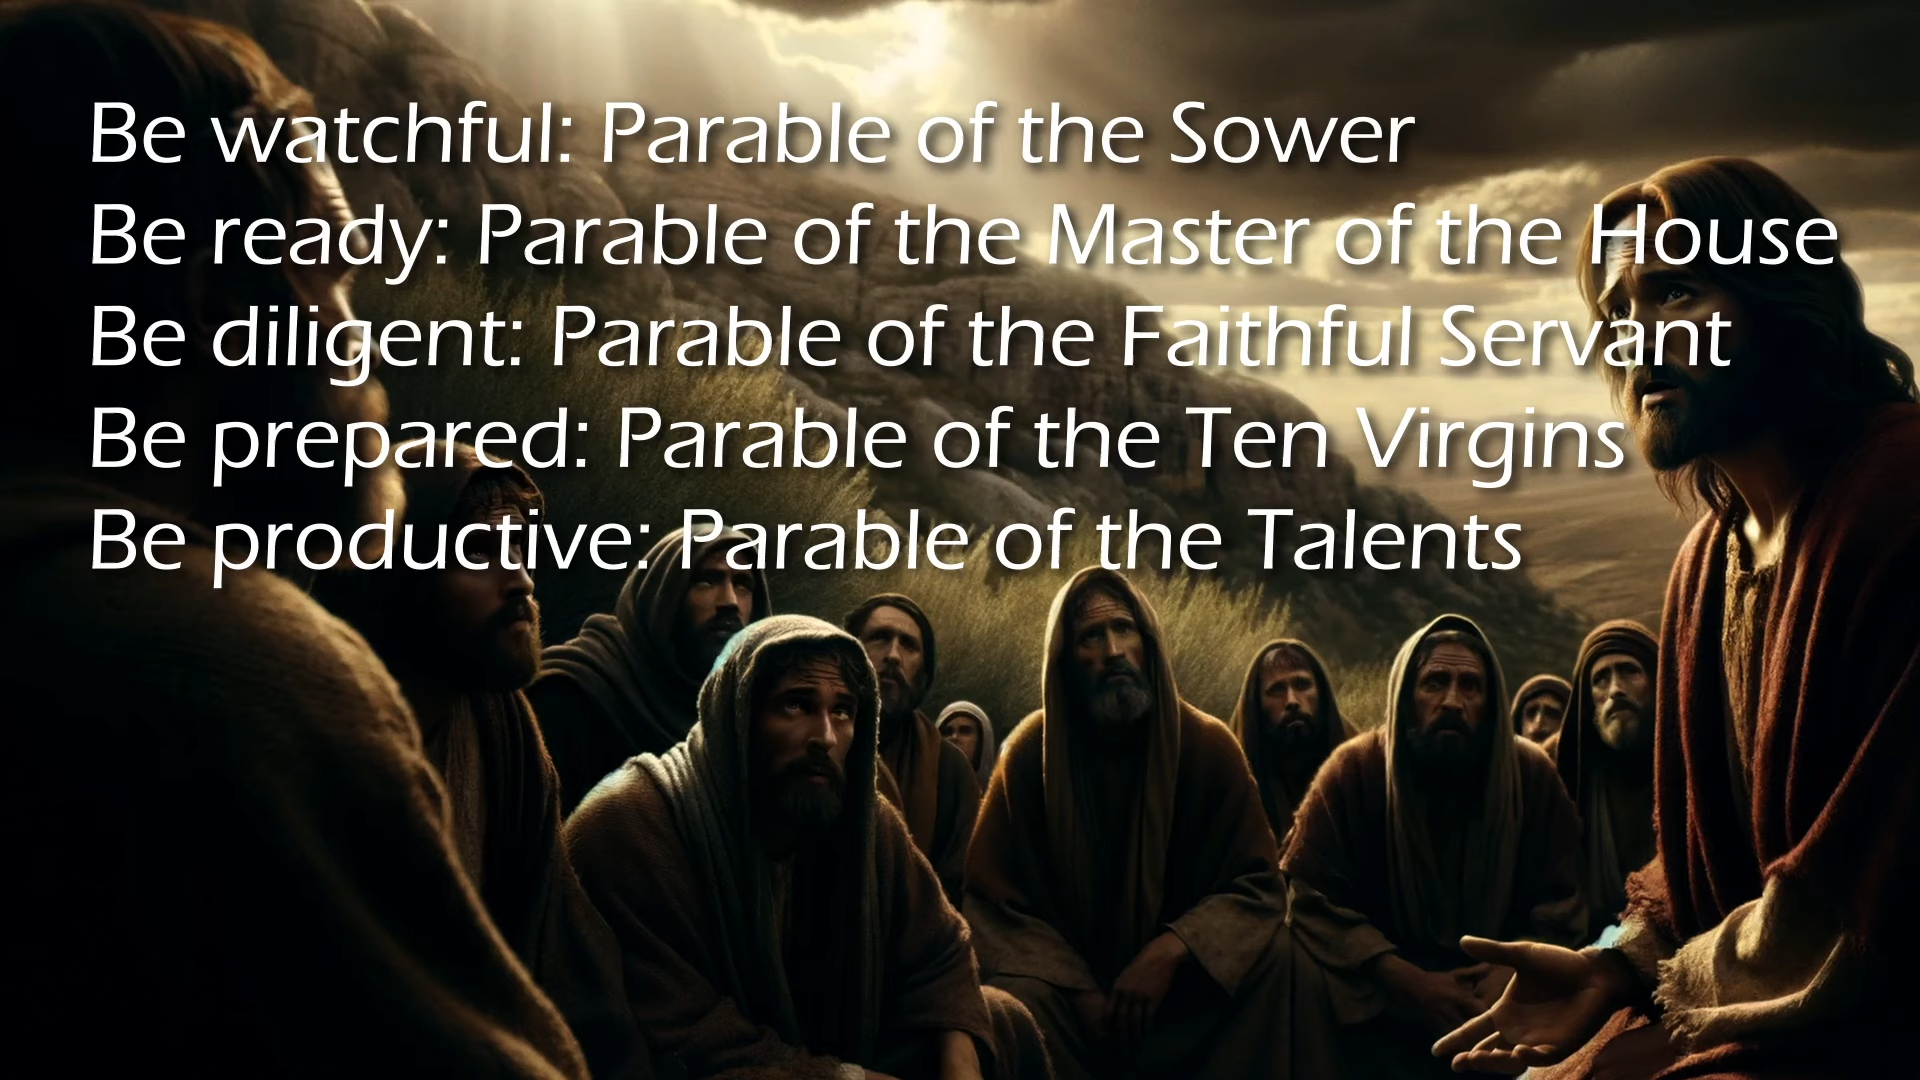 Be watchful: Parable of the Sower
Be ready: Parable of the Master of the House
Be diligent: Parable of the Faithful Servant
Be prepared: Parable of the Ten Virgins
Be productive: Parable of the Talents